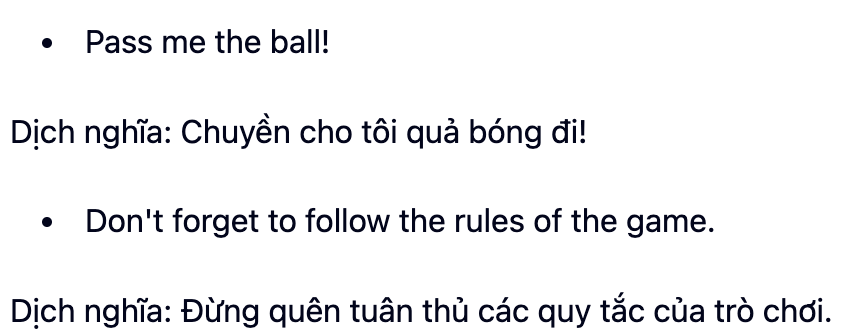 • Pass me the ball!
Dịch nghĩa: Chuyền cho tôi quả bóng đi!
• Don't forget to follow the rules of the game.
Dịch nghĩa: Đừng quên tuân thủ các quy tắc của trò chơi.